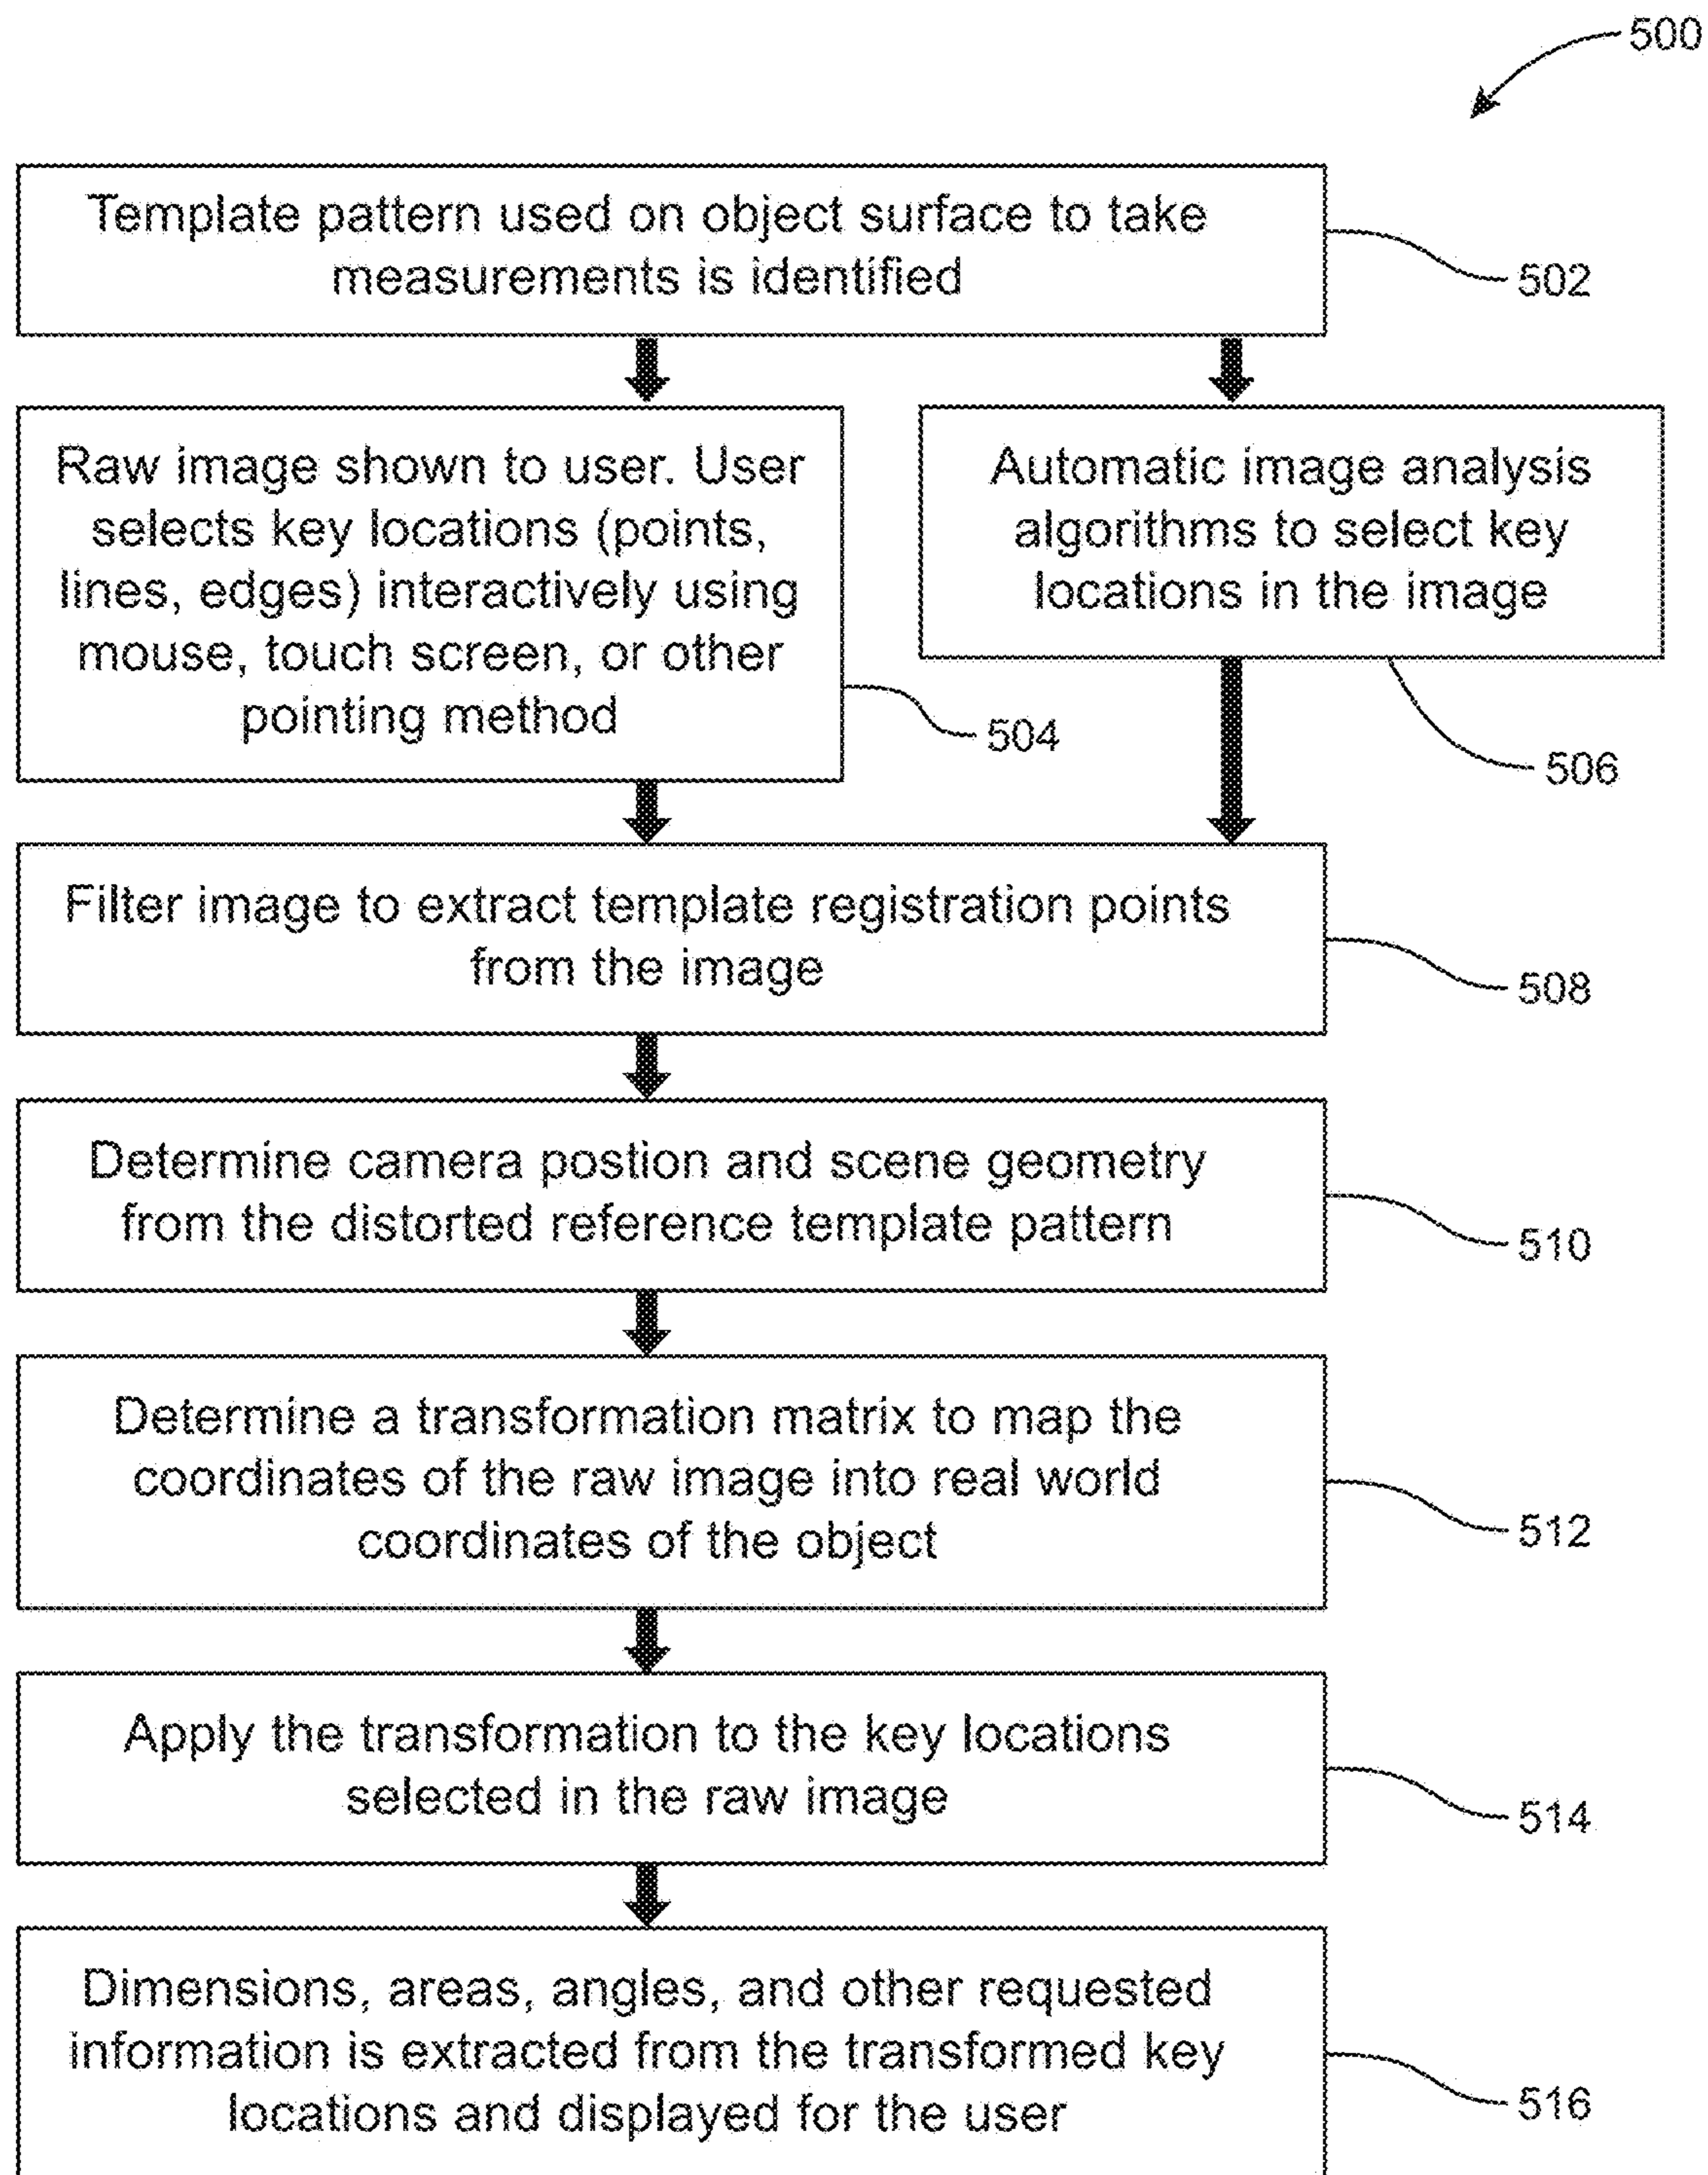 500
Template pattern used on object surface to take
measurements is identified
502
Raw image shown to user. User
selects key locations (points,
lines, edges) interactively using
mouse, touch screen, or other
pointing method
504
Automatic image analysis
algorithms to select key
locations in the image
506
Filter image to extract template registration points
from the image
508
Determine camera postion and scene geometry
from the distorted reference template pattern
510
Determine a transformation matrix to map the
coordinates of the raw image into real world
coordinates of the object
512
Apply the transformation to the key locations
selected in the raw image
514
Dimensions, areas, angles, and other requested
information is extracted from the transformed key
locations and displayed for the user
516